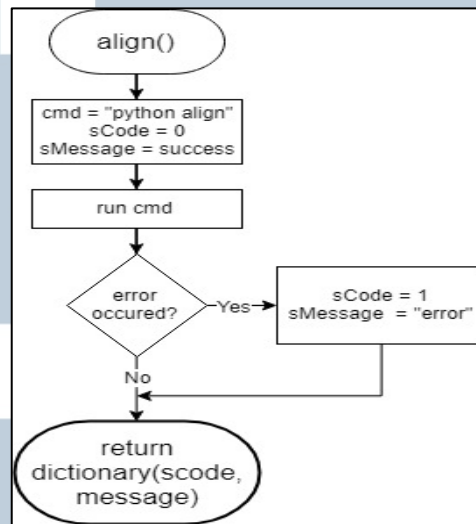 align()
cmd = "python align"
sCode = 0
sMessage = success
run cmd
error
occured?
Yes
sCode = 1
sMessage = "error"
No
return
dictionary(scode,
message)